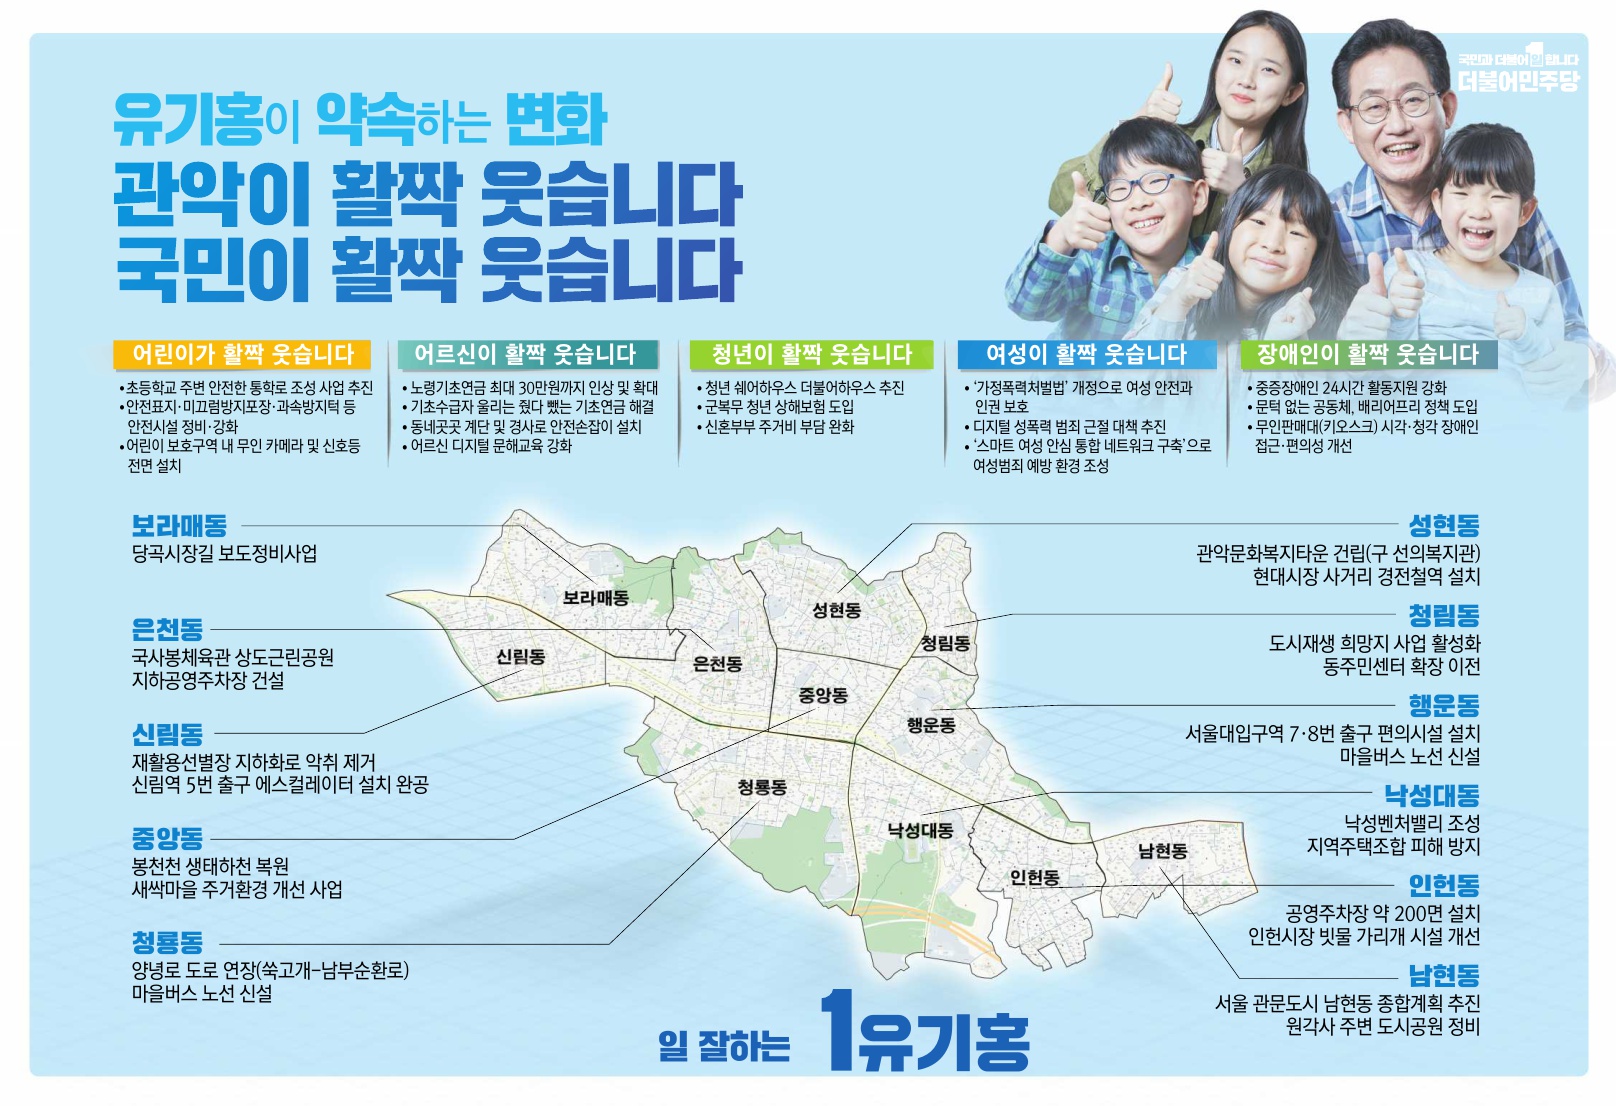 국민과 더불어 1일 합니다
더불어민주당
유기홍이 약속하는 변화
관악이 활짝 웃습니다
국민이 활짝 웃습니다
어린이가 활짝 웃습니다
•초등학교 주변 안전한 통학로 조성 사업 추진
•안전표지·미끄럼방지포장·과속방지턱 등
안전시설 정비·강화
•어린이 보호구역 내 무인 카메라 및 신호등
전면 설치
어르신이 활짝 웃습니다
• 노령기초연금 최대 30만원까지 인상 및 확대
• 기초수급자 울리는 줬다 뺐는 기초연금 해결
• 동네곳곳 계단 및 경사로 안전손잡이 설치
• 어르신 디지털 문해교육 강화
청년이 활짝 웃습니다
• 청년 쉐어하우스 더불어하우스 추진
• 군복무 청년 상해보험 도입
• 신혼부부 주거비 부담 완화
여성이 활짝 웃습니다
• ‘가정폭력처벌법’ 개정으로 여성 안전과
인권 보호
• 디지털 성폭력 범죄 근절 대책 추진
• ‘스마트 여성 안심 통합 네트워크 구축’으로
여성범죄 예방 환경 조성
장애인이 활짝 웃습니다
• 중증장애인 24시간 활동지원 강화
• 문턱 없는 공동체, 배리어프리 정책 도입
• 무인판매대(키오스크) 시각·청각 장애인
접근·편의성 개선
보라매동
당곡시장길 보도정비사업
은천동
국사봉체육관 상도근린공원
지하공영주차장 건설
신림동
재활용선별장 지하화로 악취 제거
신림역 5번 출구 에스컬레이터 설치 완공
중앙동
봉천천 생태하천 복원
새싹마을 주거환경 개선 사업
청룡동
양녕로 도로 연장(쑥고개–남부순환로)
마을버스 노선 신설
보라매동
성현동
청림동
신림동
은천동
중앙동
행운동
청룡동
낙성대동
남현동
인헌동
성현동
관악문화복지타운 건립(구 선의복지관)
현대시장 사거리 경전철역 설치
청림동
도시재생 희망지 사업 활성화
동주민센터 확장 이전
행운동
서울대입구역 7·8번 출구 편의시설 설치
마을버스 노선 신설
낙성대동
낙성벤처밸리 조성
지역주택조합 피해 방지
인헌동
공영주차장 약 200면 설치
인헌시장 빗물 가리개 시설 개선
남현동
서울 관문도시 남현동 종합계획 추진
원각사 주변 도시공원 정비
일 잘하는 1유기홍